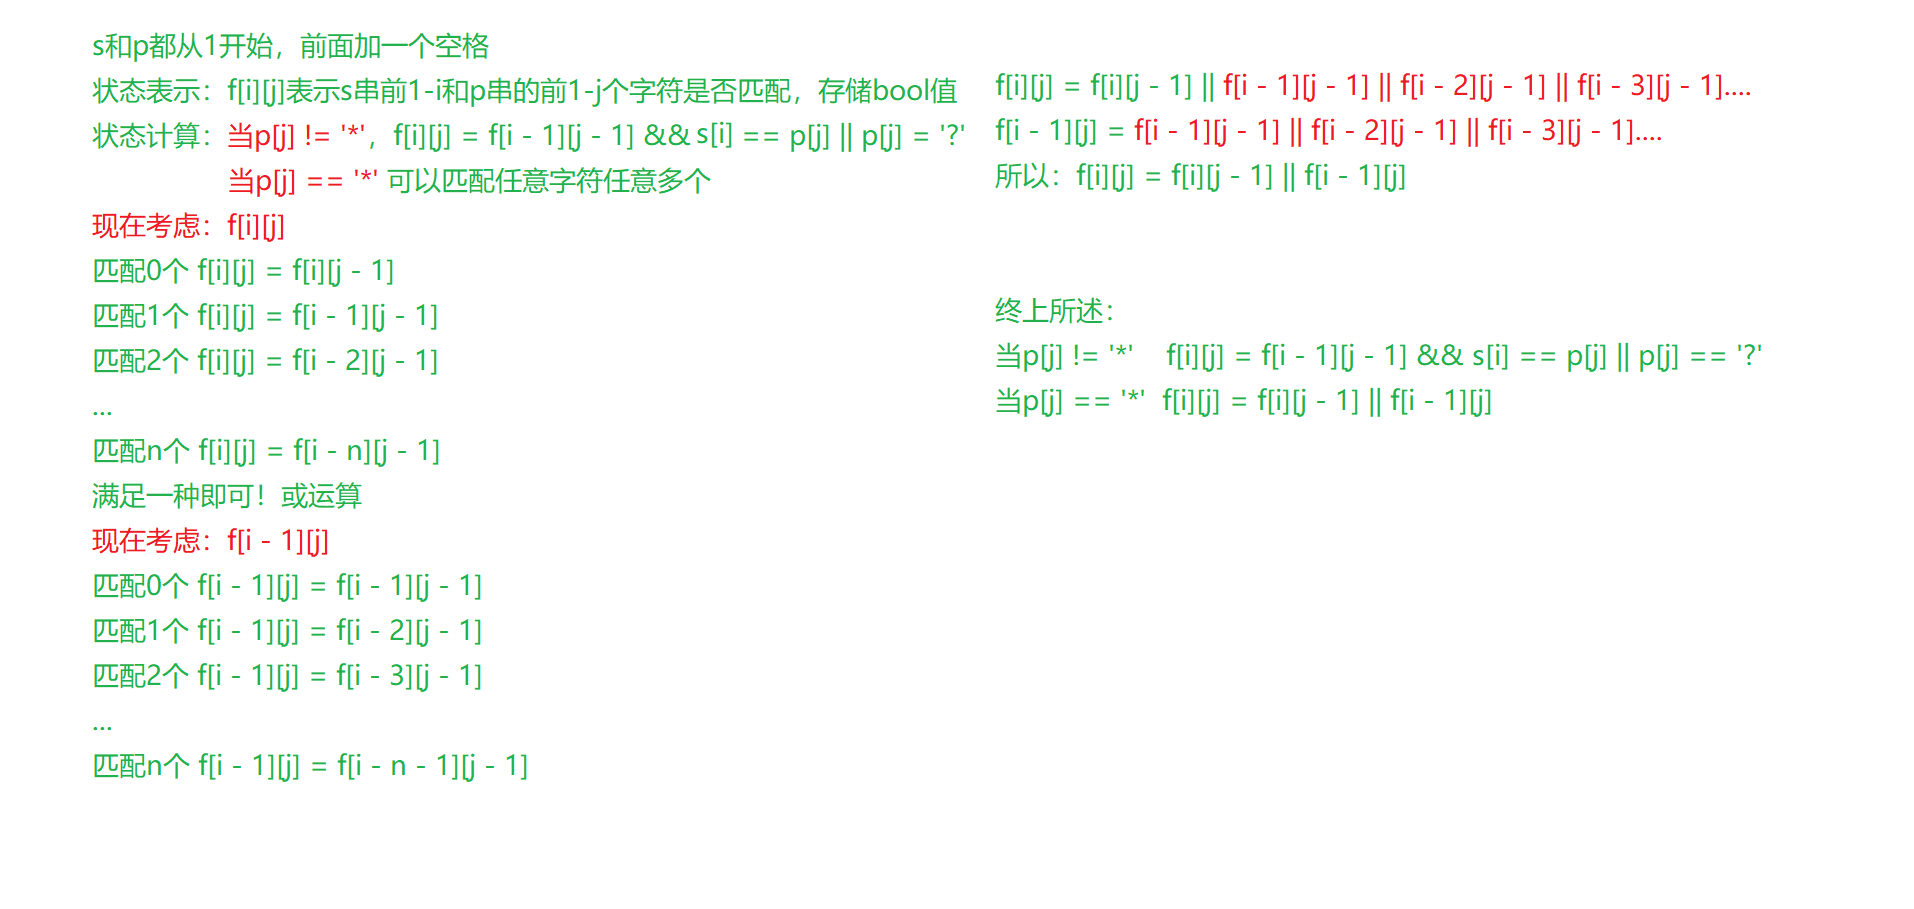 s和p都从1开始，前面加一个空格
状态表示：f[i][j]表示s串前1-i和p串的前1-j个字符是否匹配，存储bool值
状态计算：当p[j] != '*'，f[i][j] = f[i - 1][j - 1] && s[i] == p[j] || p[j] = '?'
当p[j] == '*' 可以匹配任意字符任意多个
现在考虑：f[i][j]
匹配0个 f[i][j] = f[i][j - 1]
匹配1个 f[i][j] = f[i - 1][j - 1]
匹配2个 f[i][j] = f[i - 2][j - 1]
...
匹配n个 f[i][j] = f[i - n][j - 1]
满足一种即可！或运算
现在考虑：f[i - 1][j]
匹配0个 f[i - 1][j] = f[i - 1][j - 1]
匹配1个 f[i - 1][j] = f[i - 2][j - 1]
匹配2个 f[i - 1][j] = f[i - 3][j - 1]
...
匹配n个 f[i - 1][j] = f[i - n - 1][j - 1]
f[i][j] = f[i][j - 1] || f[i - 1][j - 1] || f[i - 2][j - 1] || f[i - 3][j - 1]....
f[i - 1][j] = f[i - 1][j - 1] || f[i - 2][j - 1] || f[i - 3][j - 1]....
所以：f[i][j] = f[i][j - 1] || f[i - 1][j]
终上所述：
当p[j] != '*' f[i][j] = f[i - 1][j - 1] && s[i] == p[j] || p[j] == '?'
当p[j] == '*' f[i][j] = f[i][j - 1] || f[i - 1][j]